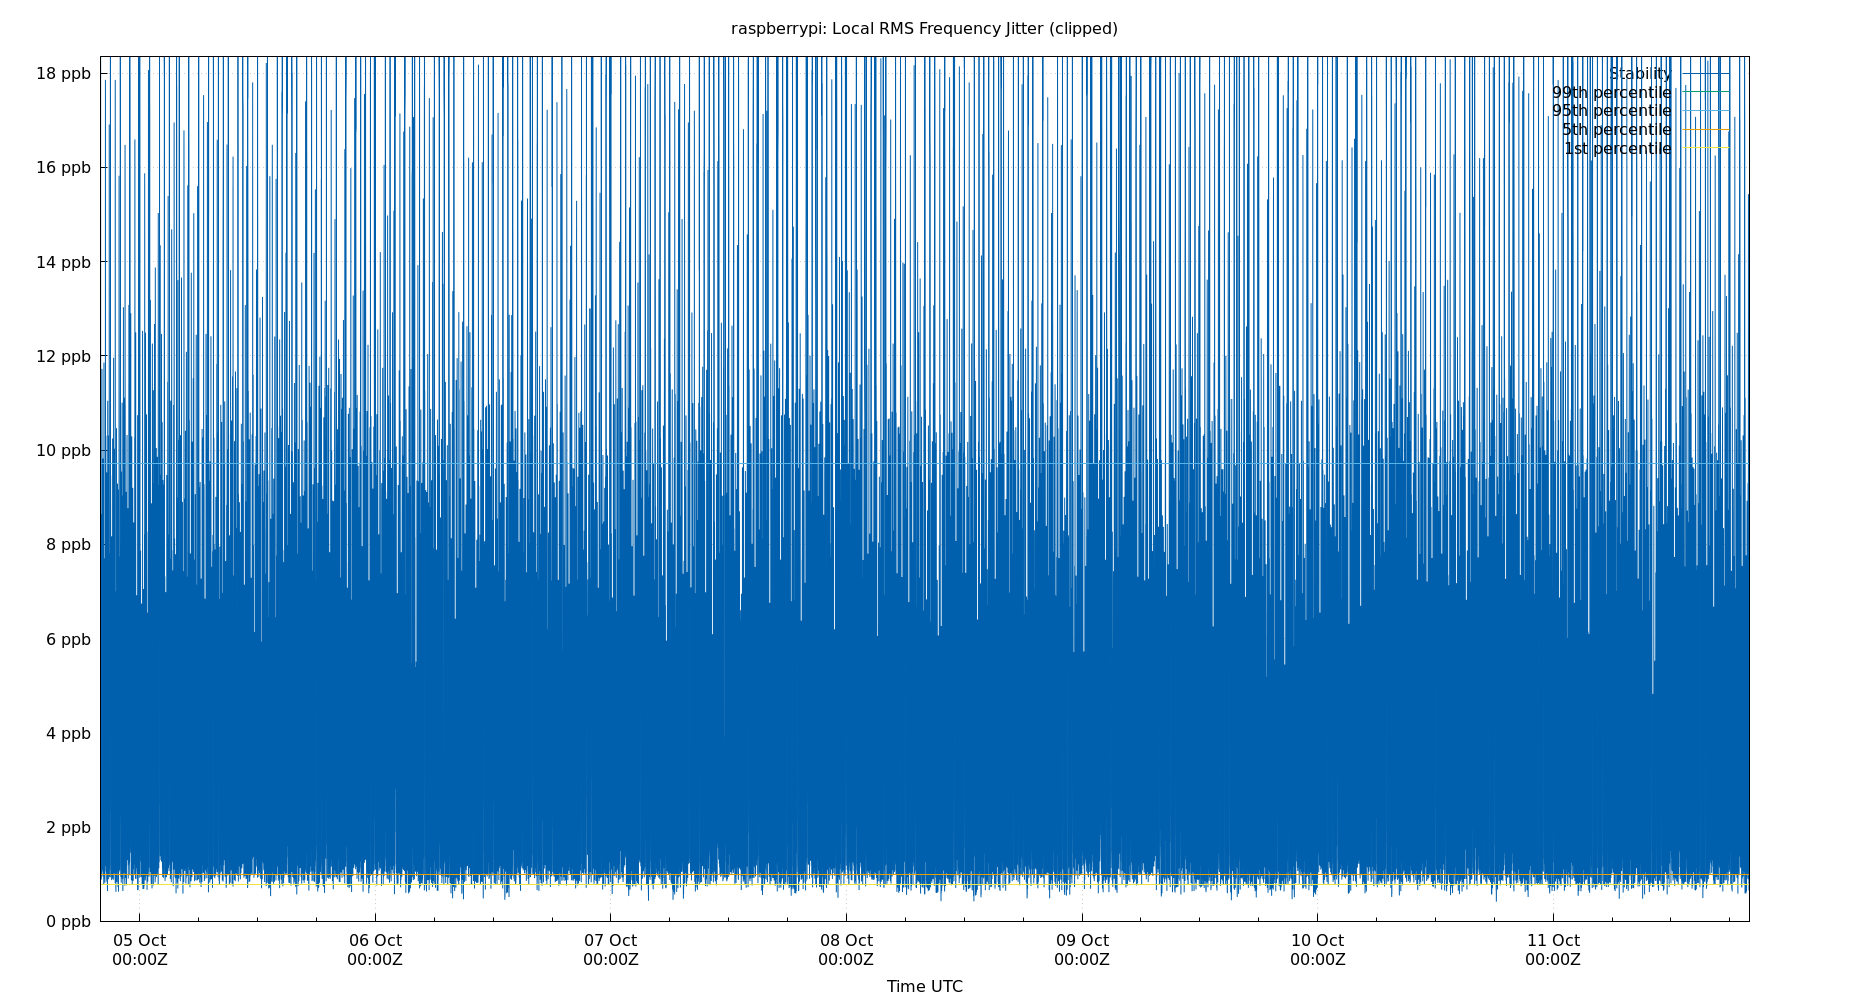 raspberrypi: Local RMS Frequency Jitter (clipped)
18 ppb
16 ppb
14 ppb
12 ppb
10 ppb
8 ppb
6 ppb
4 ppb
2 ppb
0 ppb
Stability
99th percentile
95th percentile
5th percentile
1st percentile
05 Oct
00:00Z
06 Oct
00:00Z
07 Oct
00:00Z
08 Oct
00:00Z
09 Oct
00:00Z
10 Oct
00:00Z
11 Oct
00:00Z
Time UTC